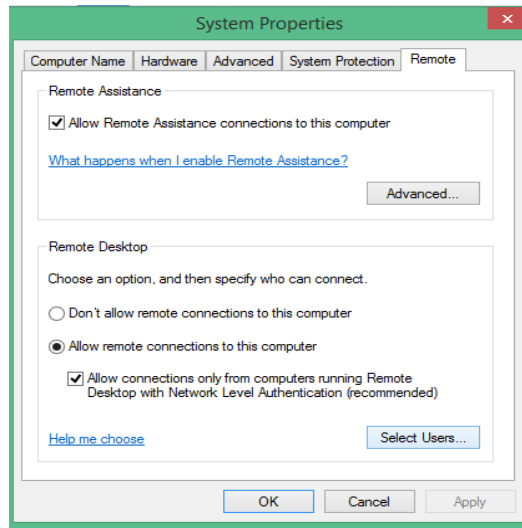 System Properties
Computer Name Hardware Advanced System Protection Remote
Remote Assistance
Allow Remote Assistance connections to this computer
What happens when I enable Remote Assistance?
Advanced...
Remote Desktop
Choose an option, and then specify who can connect.
Don't allow remote connections to this computer
Allow remote connections to this computer
Allow connections only from computers running Remote
Desktop with Network Level Authentication (recommended)
Help me choose Select Users...
OK Cancel Apply